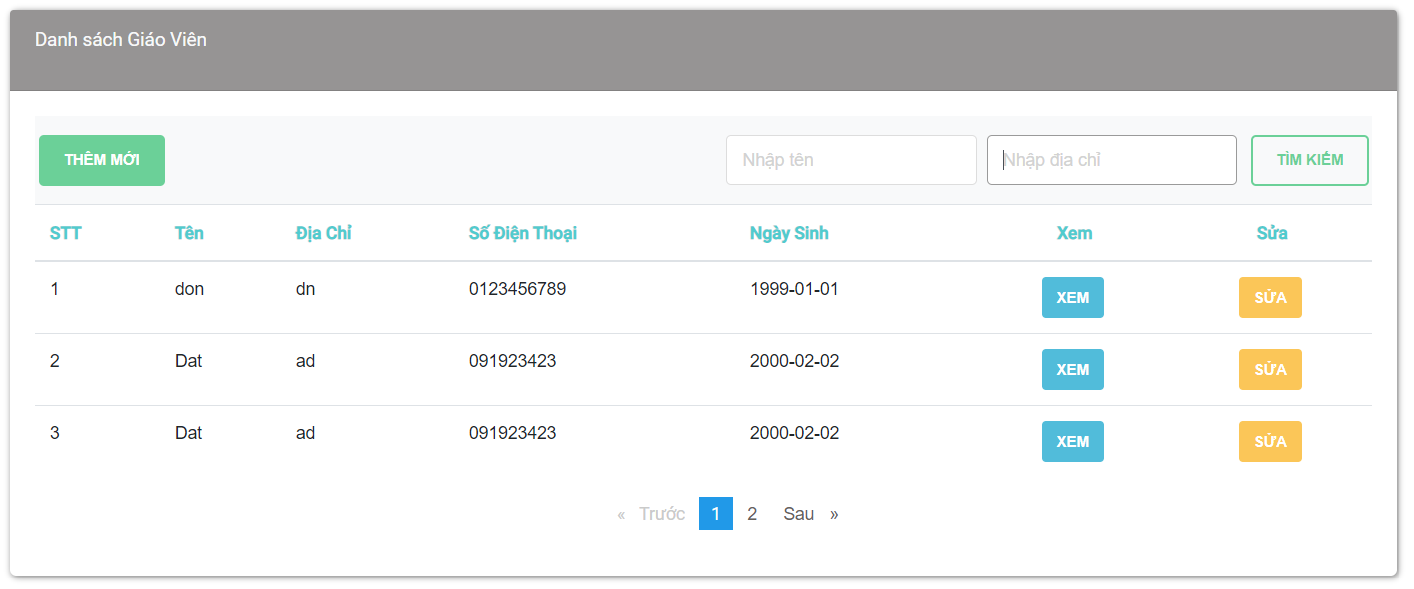 Danh sách Giáo Viên
THÊM MỚI Nhập tên Nhập địa chỉ TÌM KIẾM
STT Tên Địa Chỉ Số Điện Thoại Ngày Sinh Xem Sửa
1 don dn 0123456789 1999-01-01 XEM SỬA
2 Dat ad 091923423 2000-02-02 XEM SỬA
3 Dat ad 091923423 2000-02-02 XEM SỬA
« Trước 1 2 Sau »